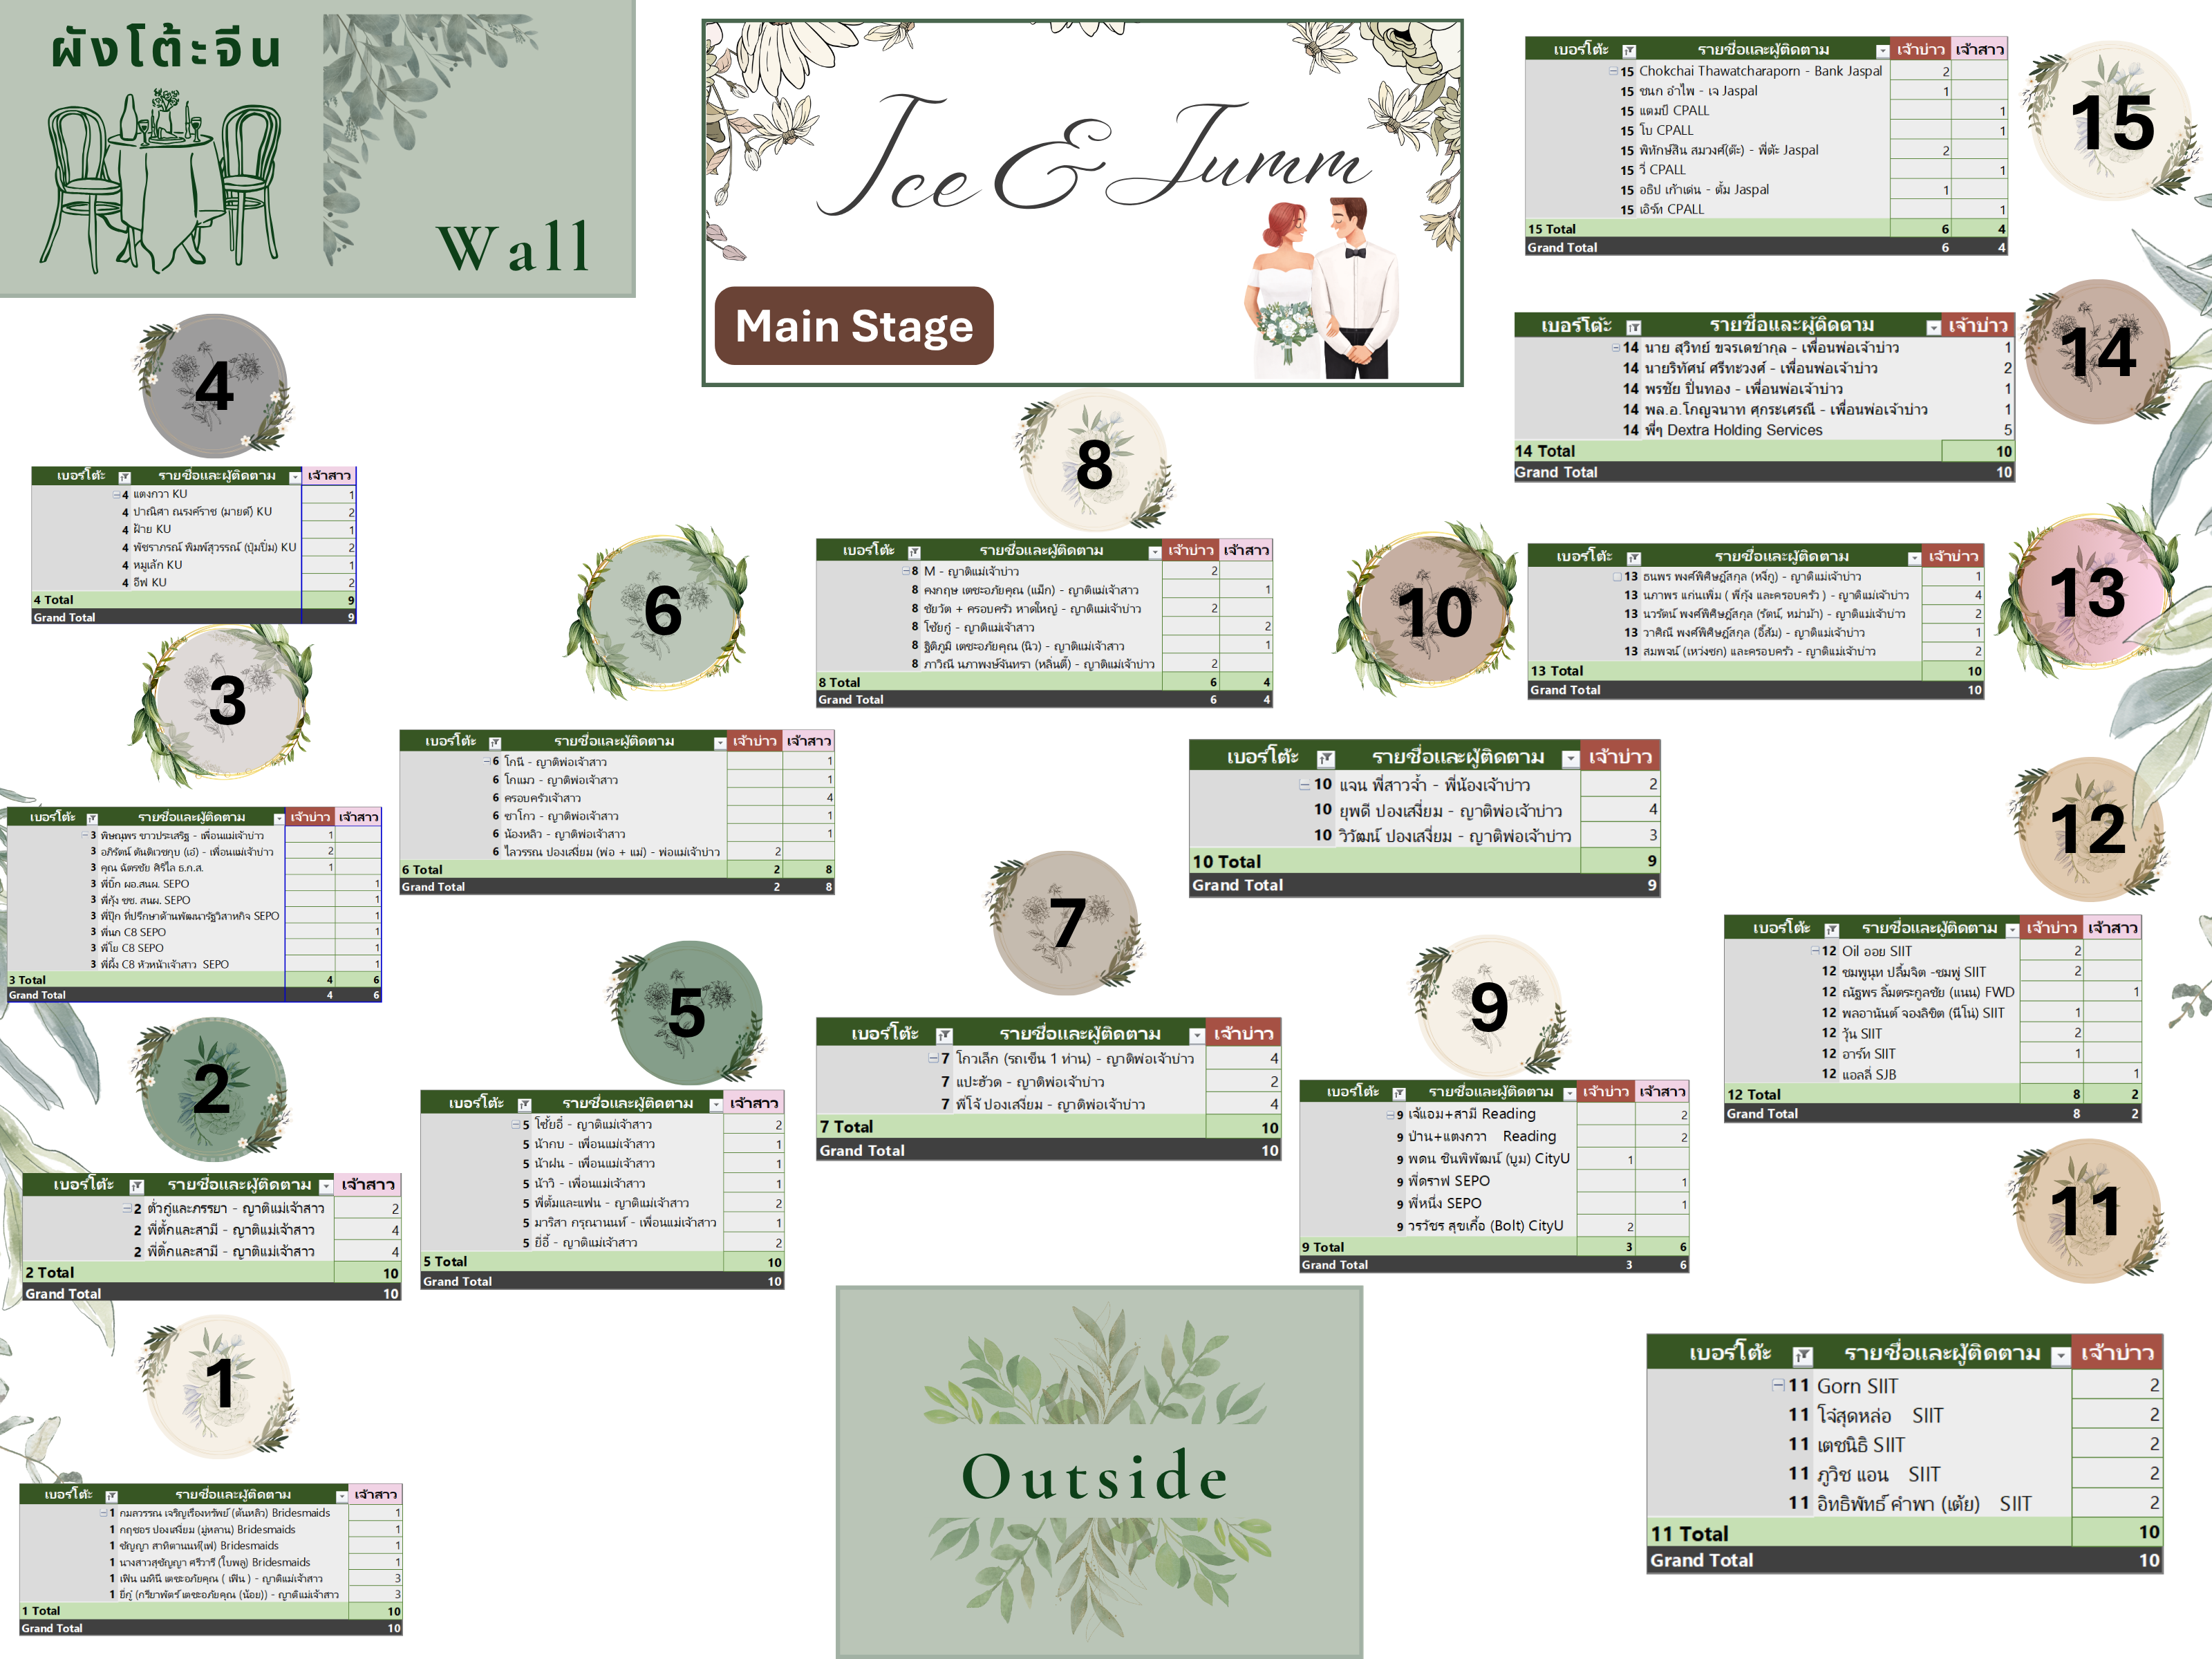 ผังโต้ะจีน
Wall
Ice & Jumm
Main Stage
เบอร์โต้ะ รายชื่อและผู้ติดตาม เจ้าบ่าว เจ้าสาว
15 Chokchai Thawatcharaporn - Bank Jaspal 2
15 ชนก อำไพ - เจ Jaspal 1
15 แตมป์ CPALL 1
15 โบ CPALL 1
15 พิทักษ์สิน สมวงศ์(ต๊ะ) - พี่ต๊ะ Jaspal 2
15 วี่ CPALL 1
15 อธิป เก้าเด่น - ตั้ม Jaspal 1
15 เอิร์ท CPALL 1
15 Total 6 4
Grand Total 6 4
15
เบอร์โต้ะ รายชื่อและผู้ติดตาม เจ้าบ่าว
14 นาย สุวิทย์ ขจรเดชากุล - เพื่อนพ่อเจ้าบ่าว 1
14 นายริทัศน์ ศรีทะวงศ์ - เพื่อนพ่อเจ้าบ่าว 2
14 พรชัย ปิ่นทอง - เพื่อนพ่อเจ้าบ่าว 1
14 พล.อ.โกญจนาท ศุกระเศรณี - เพื่อนพ่อเจ้าบ่าว 1
14 พี่ๆ Dextra Holding Services 5
14 Total 10
Grand Total 10
14
4
เบอร์โต้ะ รายชื่อและผู้ติดตาม เจ้าสาว
4 แตงกวา KU 1
4 ปาณิศา ณรงค์ราช (มายด์) KU 2
4 ฝ้าย KU 1
4 พัชราภรณ์ พิมพ์สุวรรณ์ (ปุ้มปิ้ม) KU 2
4 หมูเล้ก KU 1
4 อีฟ KU 2
4 Total 9
Grand Total 9
8
เบอร์โต้ะ รายชื่อและผู้ติดตาม เจ้าบ่าว เจ้าสาว
8 M - ญาติแม่เจ้าบ่าว 2
8 คงกฤษ เตชะอภัยคุณ (แม็ก) - ญาติแม่เจ้าสาว 1
8 ชัยวัต + ครอบครัว หาดใหญ่ - ญาติแม่เจ้าบ่าว 2
8 โซ้ยกู๋ - ญาติแม่เจ้าสาว 2
8 ฐิติภูมิ เตชะอภัยคุณ (นิว) - ญาติแม่เจ้าสาว 1
8 ภาวิณี นภาพงษ์จันทรา (หลินตี้) - ญาติแม่เจ้าบ่าว 2
8 Total 6 4
Grand Total 6 4
6
10
เบอร์โต้ะ รายชื่อและผู้ติดตาม เจ้าบ่าว
13 ธนพร พงศ์พิศิษฎ์สกุล (หงี่กู) - ญาติแม่เจ้าบ่าว 1
13 นภาพร แก่นเพิ่ม ( พี่กุ้ง และครอบครัว ) - ญาติแม่เจ้าบ่าว 4
13 นวรัตน์ พงศ์พิศิษฎ์สกุล (รัตน์, หม่าม้า) - ญาติแม่เจ้าบ่าว 2
13 วาศิณี พงศ์พิศิษฎ์สกุล (อี๊ส้ม) - ญาติแม่เจ้าบ่าว 1
13 สมพจน์ (เหว่งซก) และครอบครัว - ญาติแม่เจ้าบ่าว 2
13 Total 10
Grand Total 10
13
3
เบอร์โต้ะ รายชื่อและผู้ติดตาม เจ้าบ่าว เจ้าสาว
3 พิษณุพร ขาวประเสริฐ - เพื่อนแม่เจ้าบ่าว 1
3 อภิรัตน์ ตันติเวชกุบ (เอ๋) - เพื่อนแม่เจ้าบ่าว 2
3 คุณ ฉัตรชัย ศิริไล ธ.ก.ส. 1
3 พี่บิ๊ก ผอ.สนผ. SEPO 1
3 พี่กุ้ง ชช. สนผ. SEPO 1
3 พี่ปุ๊ก ที่ปรึกษาด้านพัฒนารัฐวิสาหกิจ SEPO 1
3 พี่นก C8 SEPO 1
3 พี่โย C8 SEPO 1
3 พี่ผึ้ง C8 หัวหน้าเจ้าสาว SEPO 1
3 Total 4 6
Grand Total 4 6
เบอร์โต้ะ รายชื่อและผู้ติดตาม เจ้าบ่าว เจ้าสาว
6 โกนี - ญาติพ่อเจ้าสาว 1
6 โกแมว - ญาติพ่อเจ้าสาว 1
6 ครอบครัวเจ้าสาว 4
6 ซาโกว - ญาติพ่อเจ้าสาว 1
6 น้องหลิว - ญาติพ่อเจ้าสาว 1
6 ไลวรรณ ปองเสงี่ยม (พ่อ + แม่) - พ่อแม่เจ้าบ่าว 2
6 Total 2 8
Grand Total 2 8
เบอร์โต้ะ รายชื่อและผู้ติดตาม เจ้าบ่าว
10 แจน พี่สาวจ้ำ - พี่น้องเจ้าบ่าว 2
10 ยุพดี ปองเสงี่ยม - ญาติพ่อเจ้าบ่าว 4
10 วิวัฒน์ ปองเสงี่ยม - ญาติพ่อเจ้าบ่าว 3
10 Total 9
Grand Total 9
12
7
5
9
เบอร์โต้ะ รายชื่อและผู้ติดตาม เจ้าบ่าว เจ้าสาว
12 Oil ออย SIIT 2
12 ชมพูนุท ปลื้มจิต -ชมพู่ SIIT 2
12 ณัฐพร ลิ้มตระกูลชัย (แนน) FWD 1
12 พลอานันต์ จองลิขิต (นีโน่) SIIT 1
12 วุ้น SIIT 2
12 อาร์ท SIIT 1
12 แอลลี่ SJB 1
12 Total 8 2
Grand Total 8 2
2
เบอร์โต้ะ รายชื่อและผู้ติดตาม เจ้าสาว
2 ตั่วกู๋และภรรยา - ญาติแม่เจ้าสาว 2
2 พี่ตั๊กและสามี - ญาติแม่เจ้าสาว 4
2 พี่ติ๊กและสามี - ญาติแม่เจ้าสาว 4
2 Total 10
Grand Total 10
เบอร์โต้ะ รายชื่อและผู้ติดตาม เจ้าสาว
5 โซ้ยอี๊ - ญาติแม่เจ้าสาว 2
5 น้ากบ - เพื่อนแม่เจ้าสาว 1
5 น้าฝน - เพื่อนแม่เจ้าสาว 1
5 น้าวิ - เพื่อนแม่เจ้าสาว 1
5 พี่ตั้มและแฟน - ญาติแม่เจ้าสาว 2
5 มาริสา กรุณานนท์ - เพื่อนแม่เจ้าสาว 1
5 ยี่อี๊ - ญาติแม่เจ้าสาว 2
5 Total 10
Grand Total 10
เบอร์โต้ะ รายชื่อและผู้ติดตาม เจ้าบ่าว
7 โกวเล็ก (รถเข็น 1 ท่าน) - ญาติพ่อเจ้าบ่าว 4
7 แปะฮัวด - ญาติพ่อเจ้าบ่าว 2
7 พี่โจ้ ปองเสงี่ยม - ญาติพ่อเจ้าบ่าว 4
7 Total 10
Grand Total 10
เบอร์โต้ะ รายชื่อและผู้ติดตาม เจ้าบ่าว เจ้าสาว
9 เจ้แอม+สามี Reading 2
9 ป่าน+แตงกวา Reading 2
9 พดน ชินพิพัฒน์ (บูม) CityU 1
9 พี่ดราฟ SEPO 1
9 พี่หนึ่ง SEPO 1
9 วรวัชร สุขเกื้อ (Bolt) CityU 2
9 Total 3 6
Grand Total 3 6
11
1
เบอร์โต้ะ รายชื่อและผู้ติดตาม เจ้าสาว
1 กมลวรรณ เจริญเรืองทรัพย์ (ต้นหลิว) Bridesmaids 1
1 กฤชอร ปองเสงี่ยม (มู่หลาน) Bridesmaids 1
1 ชัญญา สาทิตานนท์(เฟ) Bridesmaids 1
1 นางสาวสุชัญญา ศรีวารี (ใบพลู) Bridesmaids 1
1 เฟิน เมทินี เตชะอภัยคุณ ( เฟิน ) - ญาติแม่เจ้าสาว 3
1 ยี่กู๋ (กรียาพัตร์ เตชะอภัยคุณ (น้อย)) - ญาติแม่เจ้าสาว 3
1 Total 10
Grand Total 10
Outside
เบอร์โต้ะ รายชื่อและผู้ติดตาม เจ้าบ่าว
11 Gorn SIIT 2
11 โจ๋สุดหล่อ SIIT 2
11 เตชนิธิ SIIT 2
11 ภูวิช แอน SIIT 2
11 อิทธิพัทธ์ คำพา (เต้ย) SIIT 2
11 Total 10
Grand Total 10